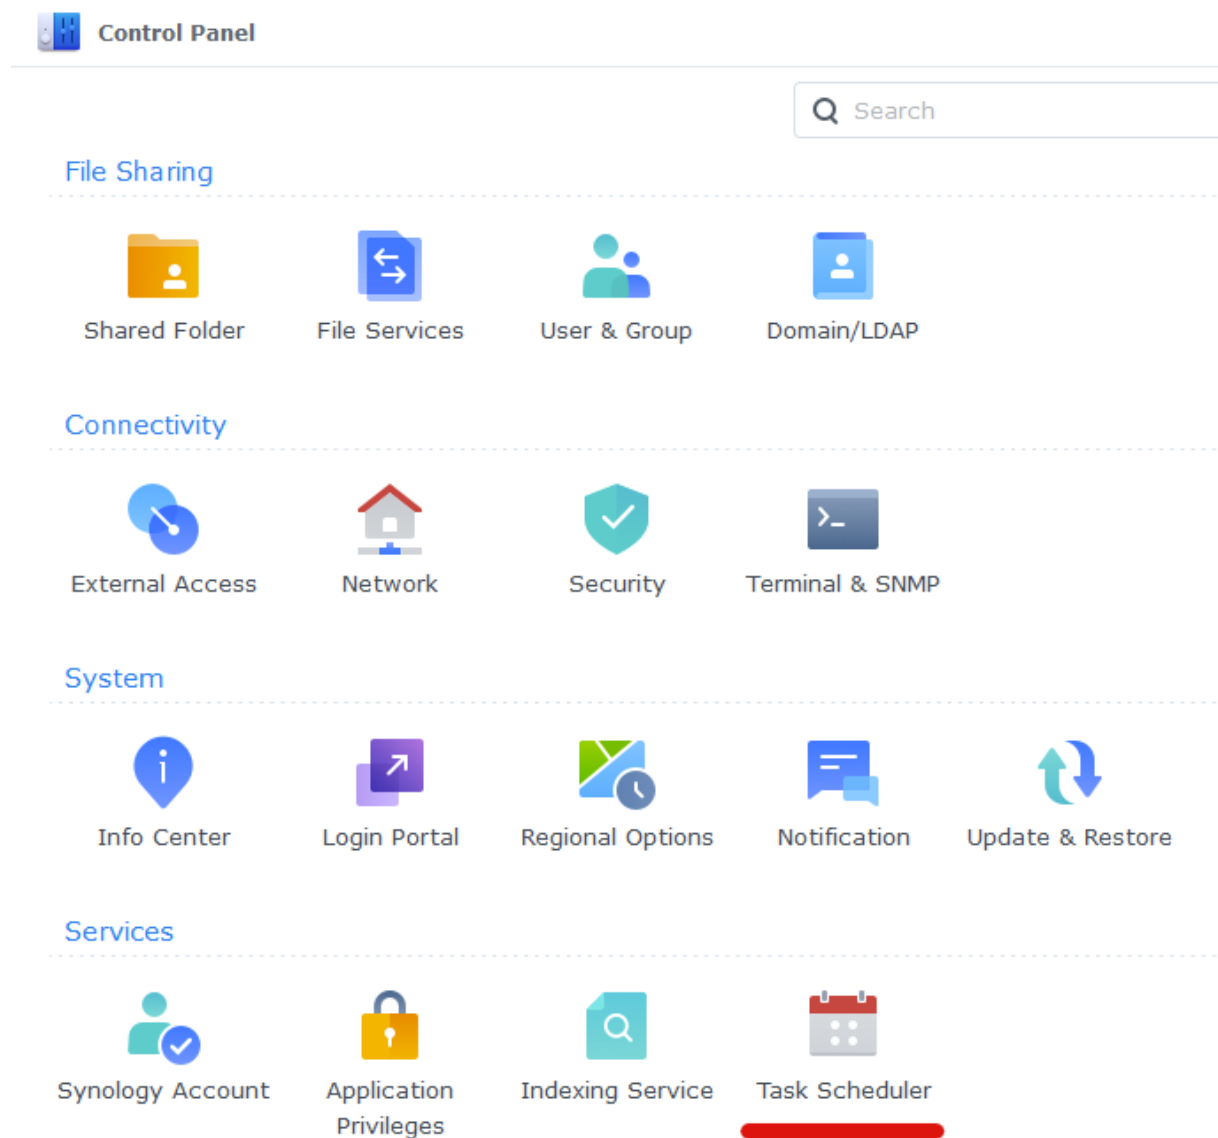 Control Panel
Search
File Sharing
Shared Folder
File Services
User & Group
Domain/LDAP
Connectivity
External Access
Network
Security
Terminal & SNMP
System
Info Center
Login Portal
Regional Options
Notification
Update & Restore
Services
Synology Account
Application
Privileges
Indexing Service
Task Scheduler